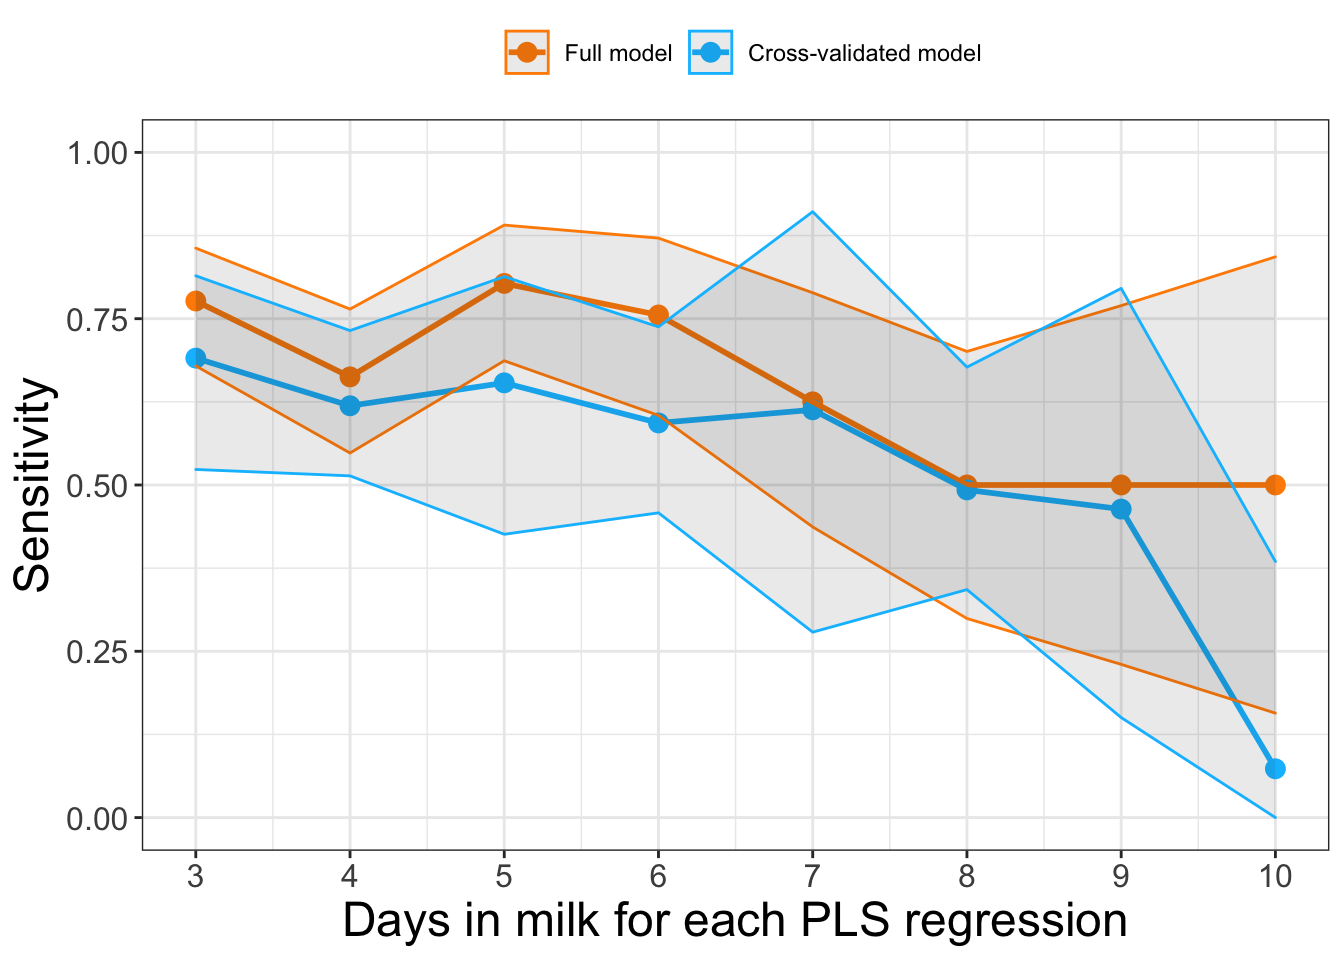 Full model Cross-validated model
1.00
0.75
0.50
0.25
0.00
Sensitivity
3 4 5 6 7 8 9 10
Days in milk for each PLS regression